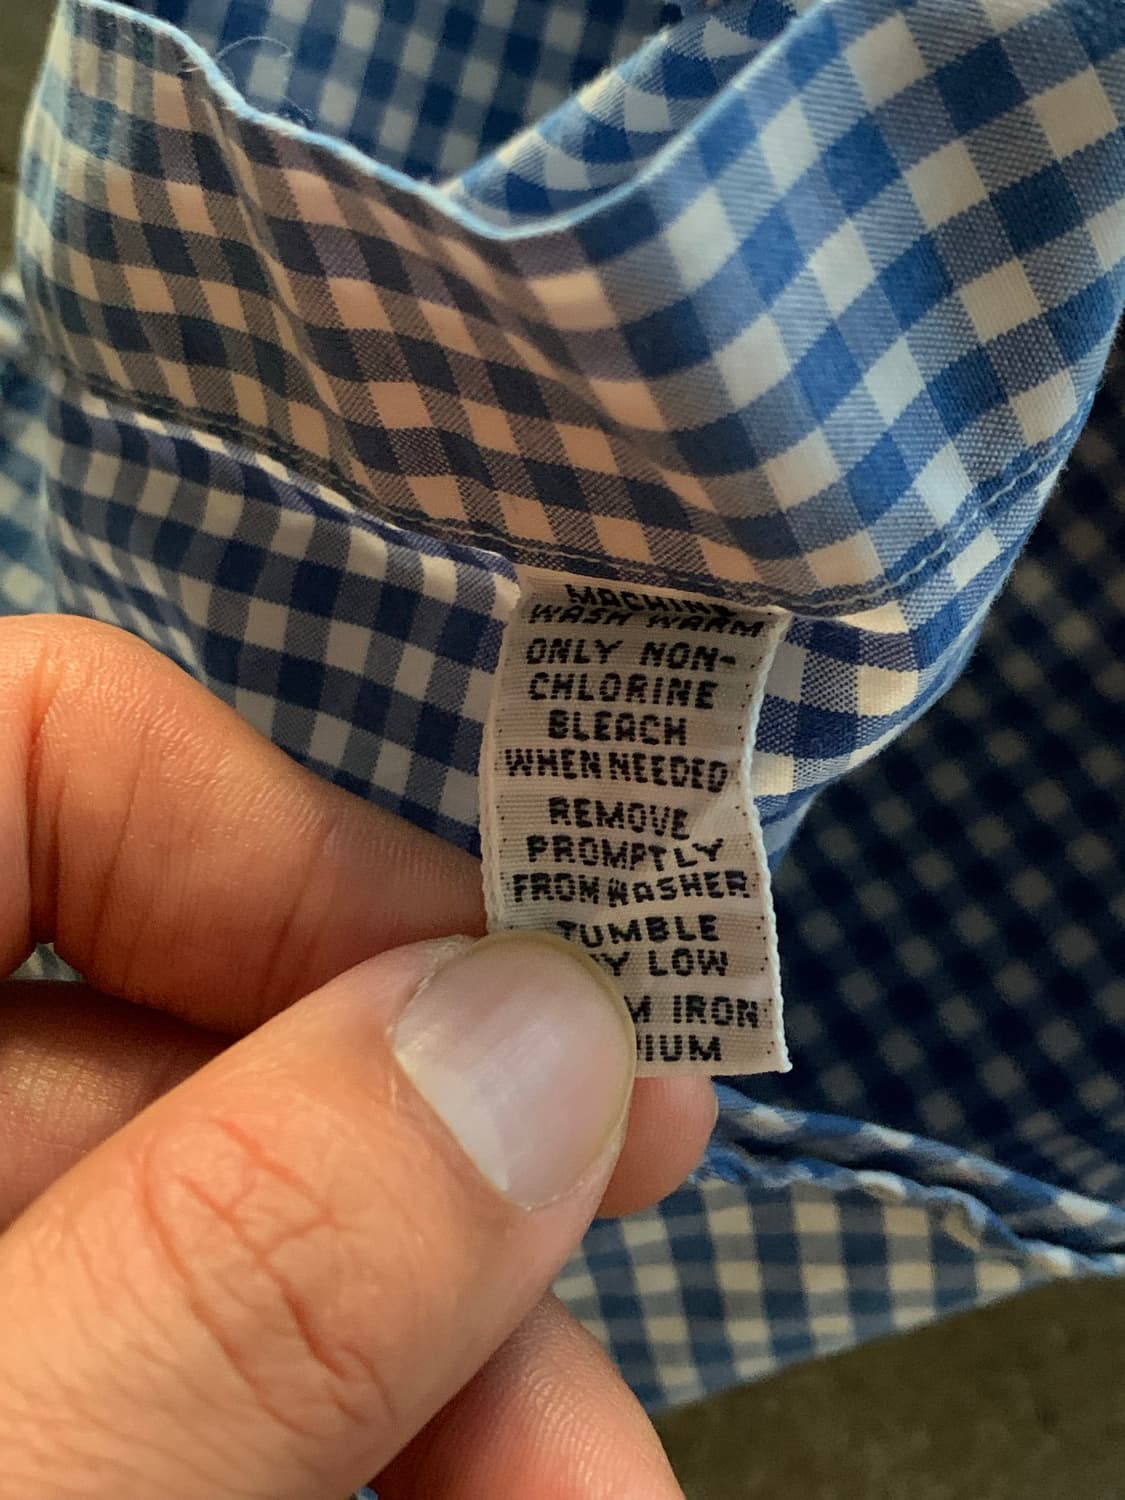 MACHINE
WASH WARM
ONLY NON-
CHLORINE
BLEACH
WHEN NEEDED
REMOVE
PROMPTLY
FROM WASHER
TUMBLE
LOW
IRON